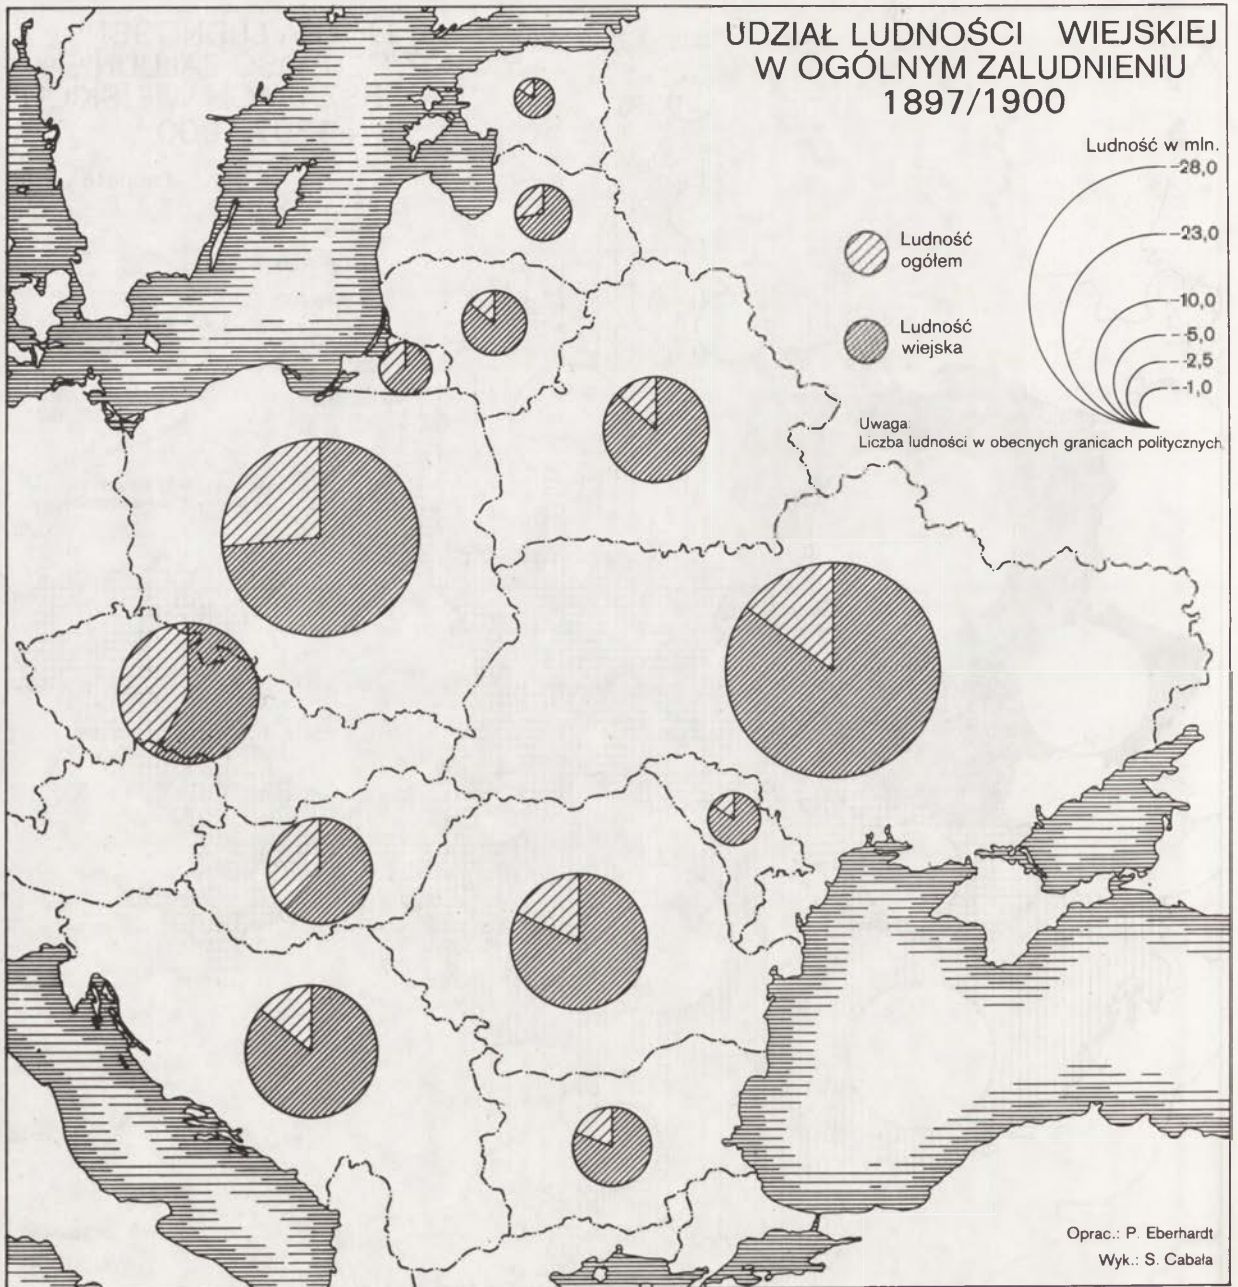 UDZIAŁ LUDNOŚCI WIEJSKIEJ
W OGÓLNYM ZALUDNIENIU
1897/1900
Ludność w mln.
28,0
23,0
10,0
5,0
2,5
1,0
Ludność
ogółem
Ludność
wiejska
Uwaga:
Liczba ludności w obecnych granicach politycznych
Oprac.: P. Eberhardt
Wyk.: S. Cabała